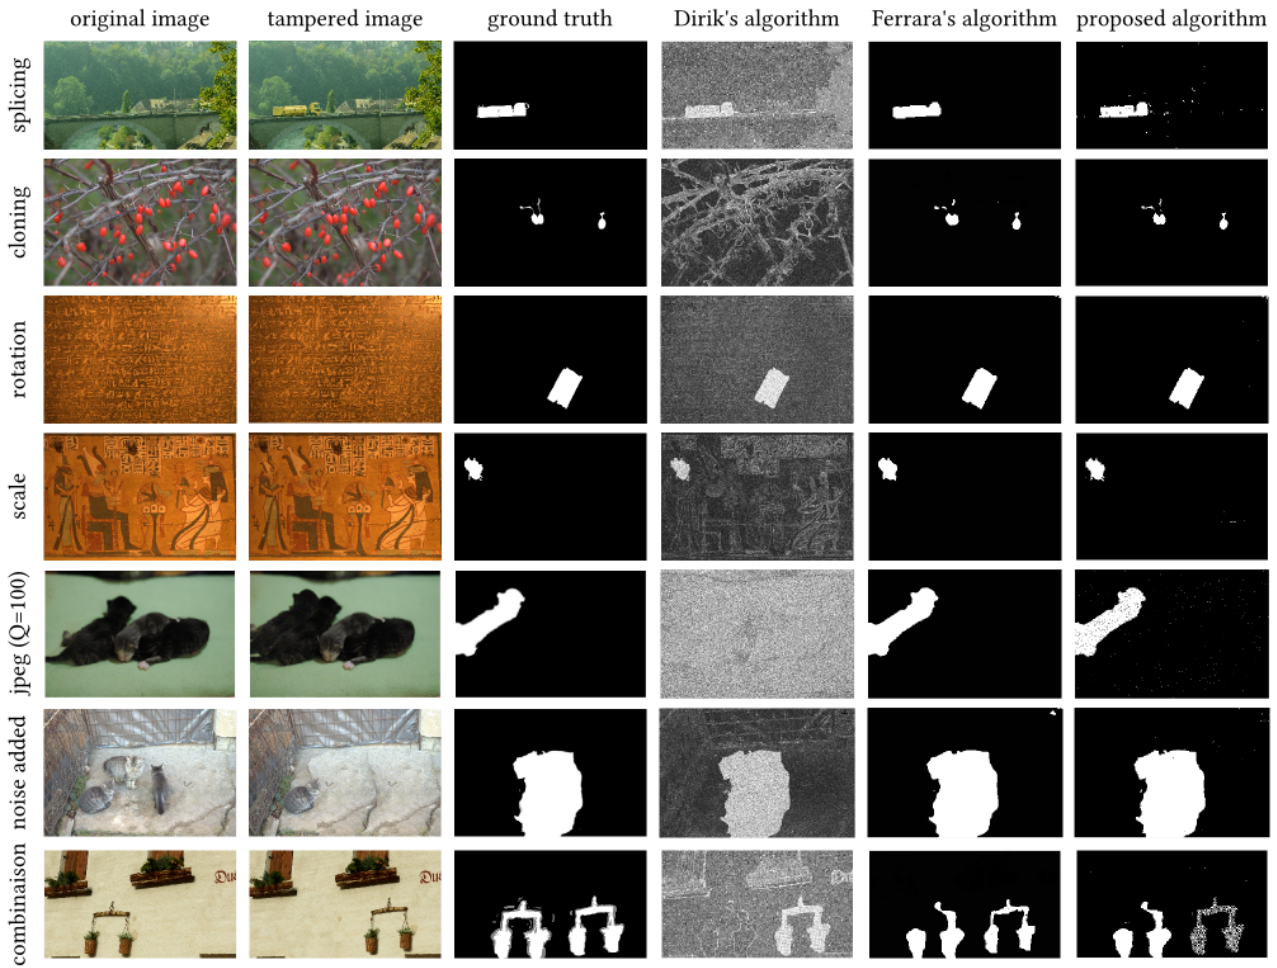 original image tampered image ground truth Dirik's algorithm Ferrara's algorithm proposed algorithm
splicing
cloning
rotation
scale
jpeg (Q=100)
noise added
combinaison